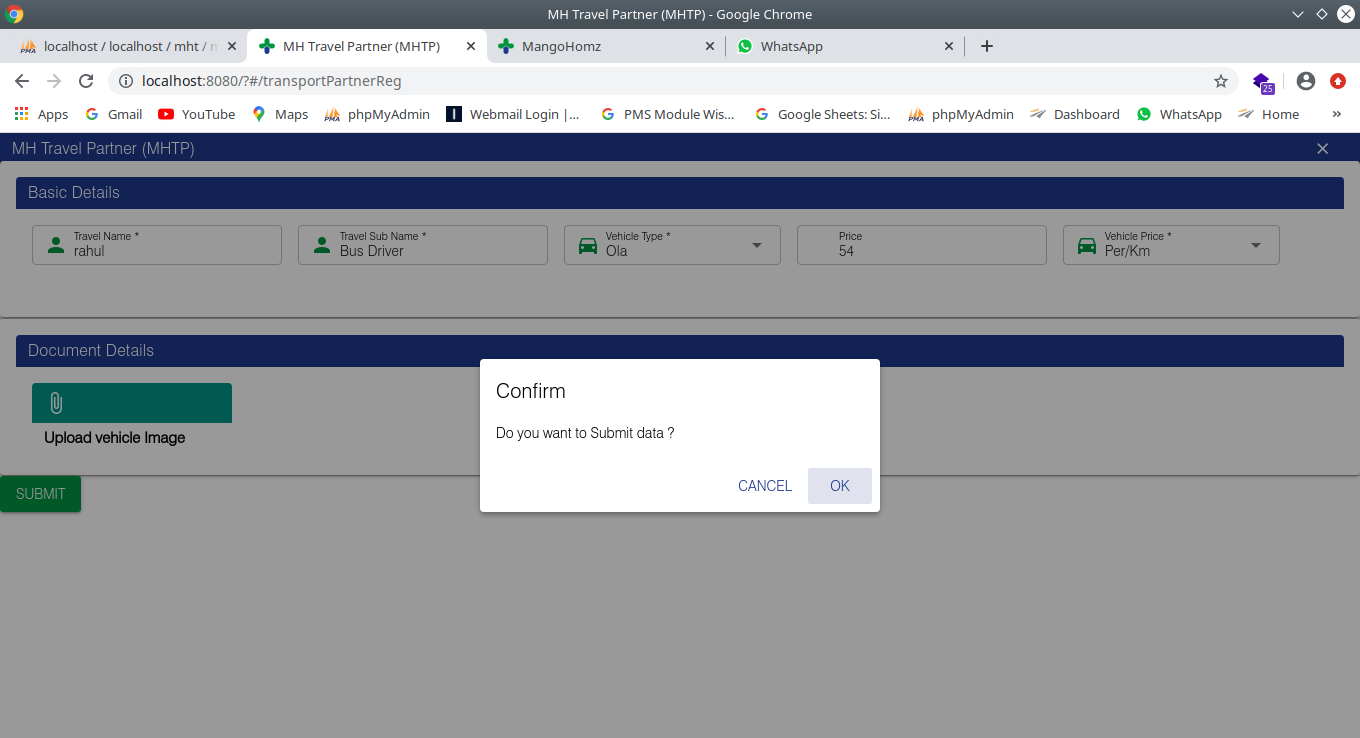 MH Travel Partner (MHTP) - Google Chrome
localhost / localhost / mht /
MH Travel Partner (MHTP)
MangoHomz
WhatsApp
localhost:8080/?#/transportPartnerReg
25
Apps
Gmail
YouTube
Maps
phpMyAdmin
Webmail Login |...
PMS Module Wis...
Google Sheets: Si...
phpMyAdmin
Dashboard
WhatsApp
Home
»
MH Travel Partner (MHTP)
Basic Details
Travel Name *
rahul
Travel Sub Name *
Bus Driver
Vehicle Type *
Ola
Price
54
Vehicle Price *
Per/Km
Document Details
Upload vehicle Image
SUBMIT
Confirm
Do you want to Submit data ?
CANCEL
OK